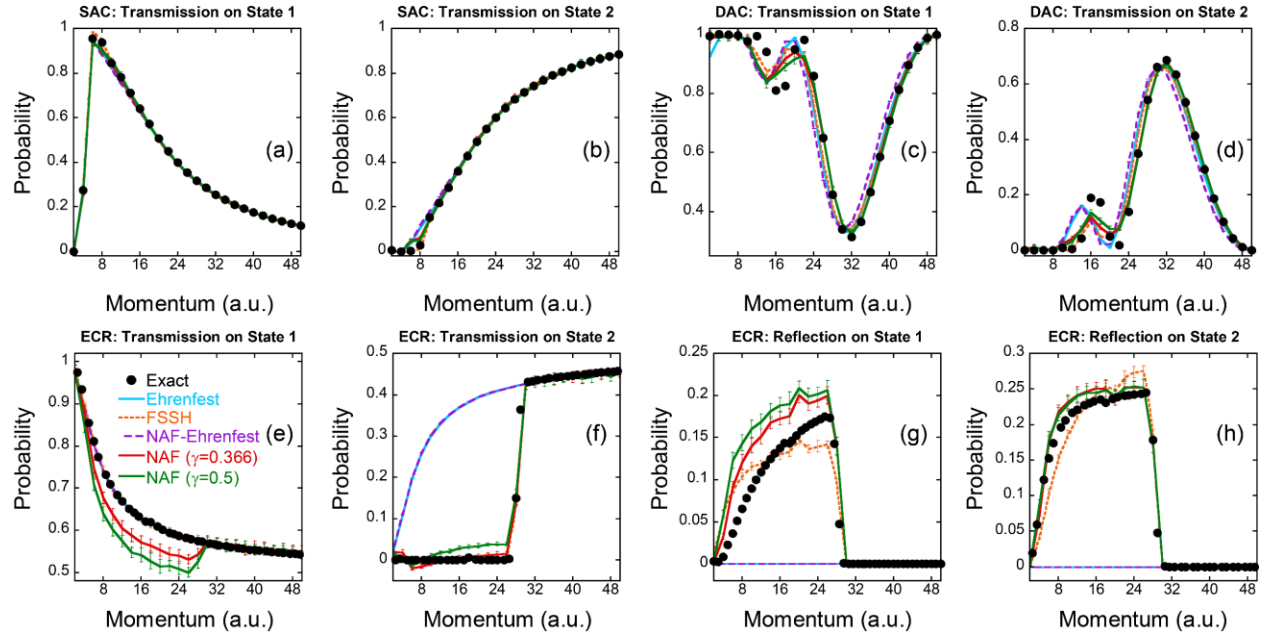 SAC: Transmission on State 1
Probability
1
0.8
0.6
0.4
0.2
0
8 16 24 32 40 48
Momentum (a.u.)
(a)
SAC: Transmission on State 2
Probability
1
0.8
0.6
0.4
0.2
0
8 16 24 32 40 48
Momentum (a.u.)
(b)
DAC: Transmission on State 1
Probability
1
0.8
0.6
0.4
8 16 24 32 40 48
Momentum (a.u.)
(c)
DAC: Transmission on State 2
Probability
0.8
0.6
0.4
0.2
0
8 16 24 32 40 48
Momentum (a.u.)
(d)
ECR: Transmission on State 1
Probability
1
0.9
0.8
0.7
0.6
0.5
8 16 24 32 40 48
Momentum (a.u.)
Exact
Ehrenfest
FSSH
NAF-Ehrenfest
NAF (γ=0.366)
NAF (γ=0.5)
(e)
ECR: Transmission on State 2
Probability
0.5
0.4
0.3
0.2
0.1
0
8 16 24 32 40 48
Momentum (a.u.)
(f)
ECR: Reflection on State 1
Probability
0.25
0.2
0.15
0.1
0.05
0
8 16 24 32 40 48
Momentum (a.u.)
(g)
ECR: Reflection on State 2
Probability
0.3
0.25
0.2
0.15
0.1
0.05
0
8 16 24 32 40 48
Momentum (a.u.)
(h)